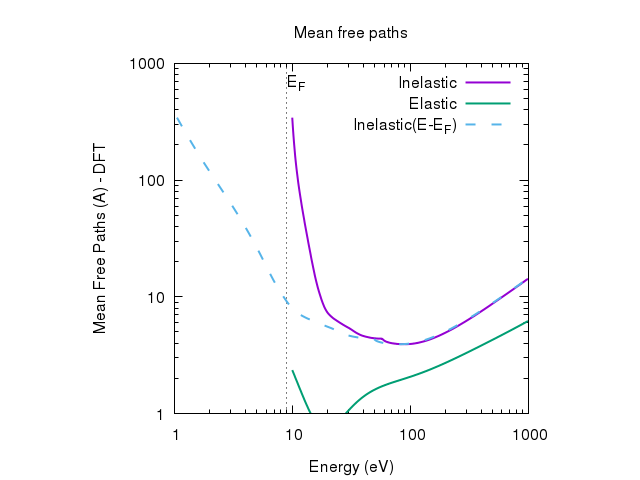 Mean free paths
1000
100
10
1
E_F
Inelastic
Elastic
Inelastic(E-E_F)
Mean Free Paths (A) - DFT
1 10 100 1000
Energy (eV)